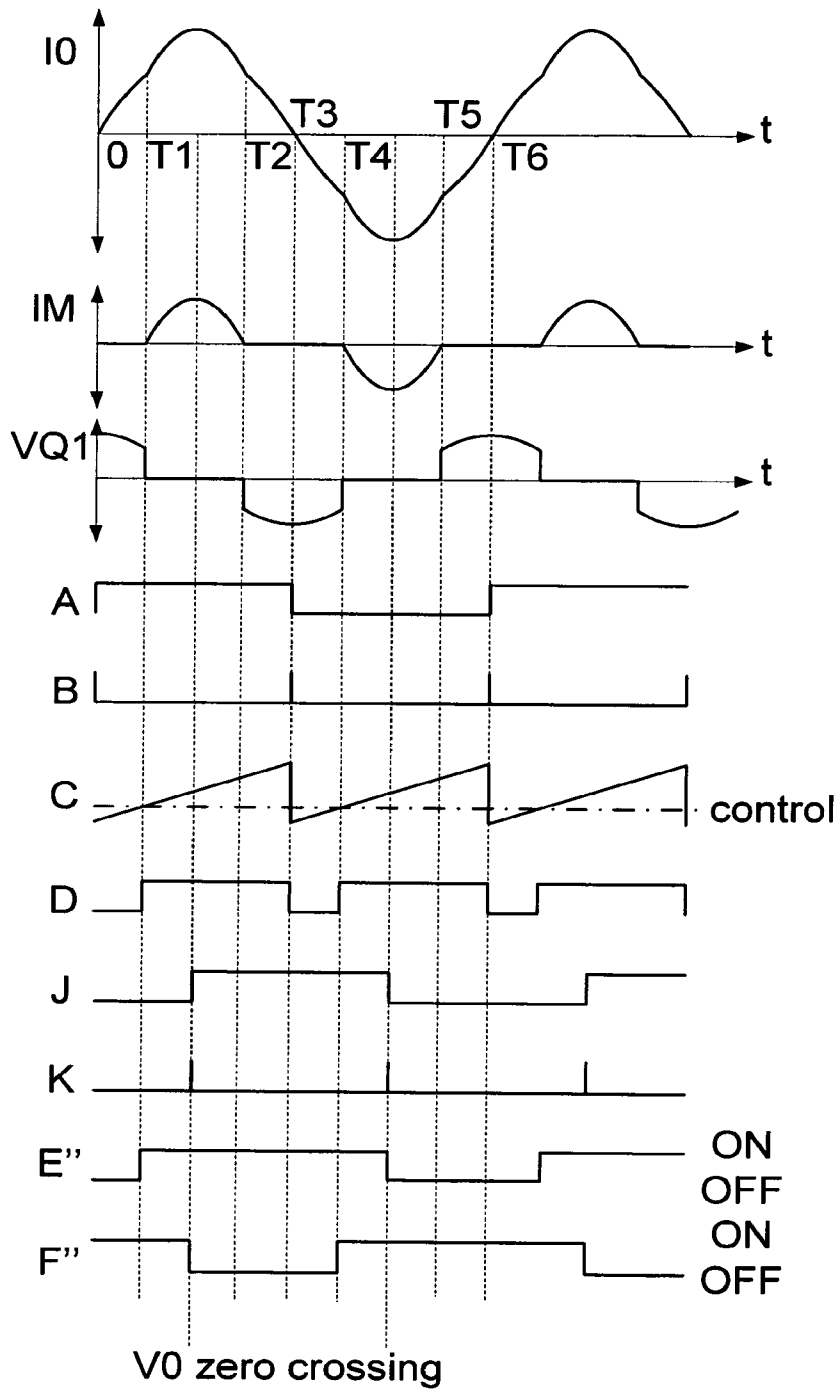 I0
T3
T5
t
0
T1
T2
T4
T6
IM
t
VQ1
t
A
B
C
control
D
J
K
E''
ON
OFF
F''
ON
OFF
V0 zero crossing